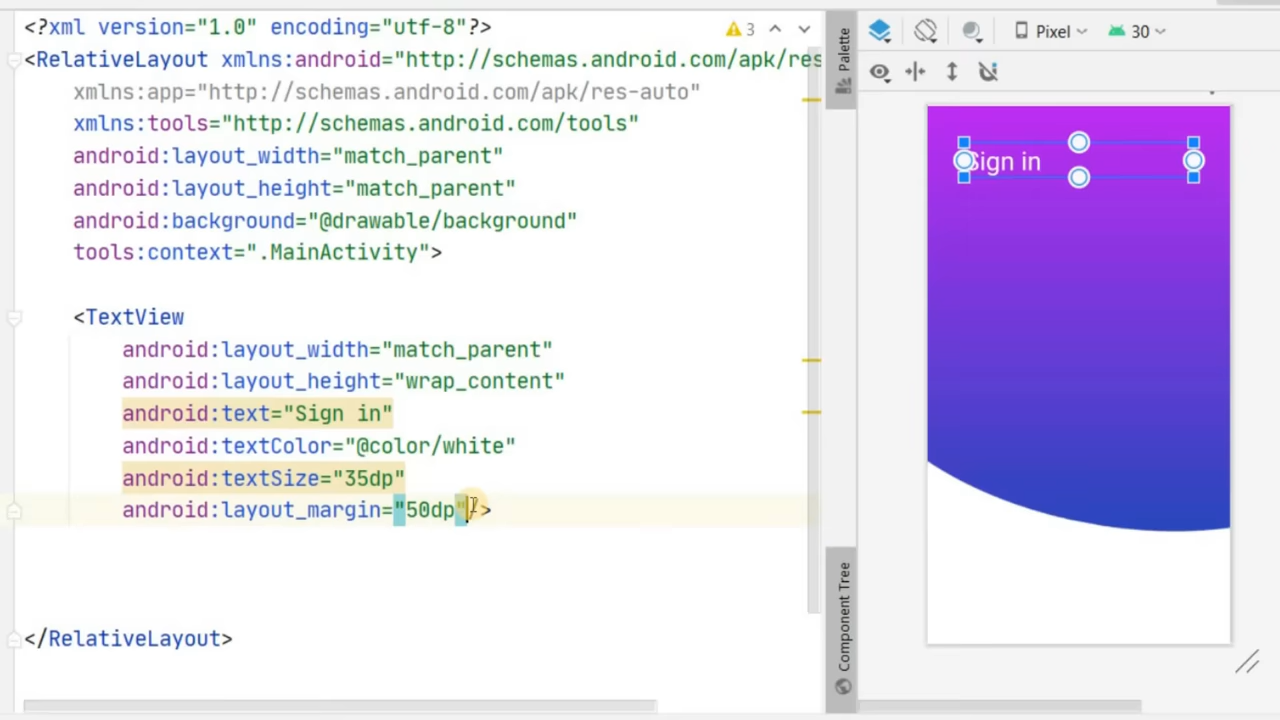 <?xml version="1.0" encoding="utf-8"?>
3
<RelativeLayout xmlns:android="http://schemas.android.com/apk/res
xmlns:app="http://schemas.android.com/apk/res-auto"
xmlns:tools="http://schemas.android.com/tools"
android:layout_width="match_parent"
android:layout_height="match_parent"
android:background="@drawable/background"
tools:context=".MainActivity">
<TextView
android:layout_width="match_parent"
android:layout_height="wrap_content"
android:text="Sign in"
android:textColor="@color/white"
android:textSize="35dp"
android:layout_margin="50dp"/>
</RelativeLayout>
Palette
Component Tree
Pixel
30
Sign in